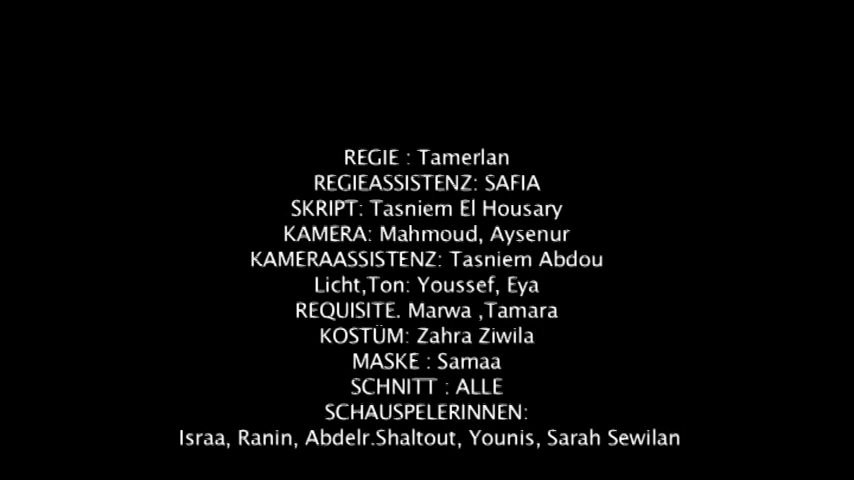 REGIE : Tamerlan
REGIEASSISTENZ: SAFIA
SKRIPT: Tasniem El Housary
KAMERA: Mahmoud, Aysenur
KAMERAASSISTENZ: Tasniem Abdou
Licht,Ton: Youssef, Eya
REQUISITE. Marwa ,Tamara
KOSTÜM: Zahra Ziwila
MASKE : Samaa
SCHNITT : ALLE
SCHAUSPELERINNEN:
Israa, Ranin, Abdelr.Shaltout, Younis, Sarah Sewilan